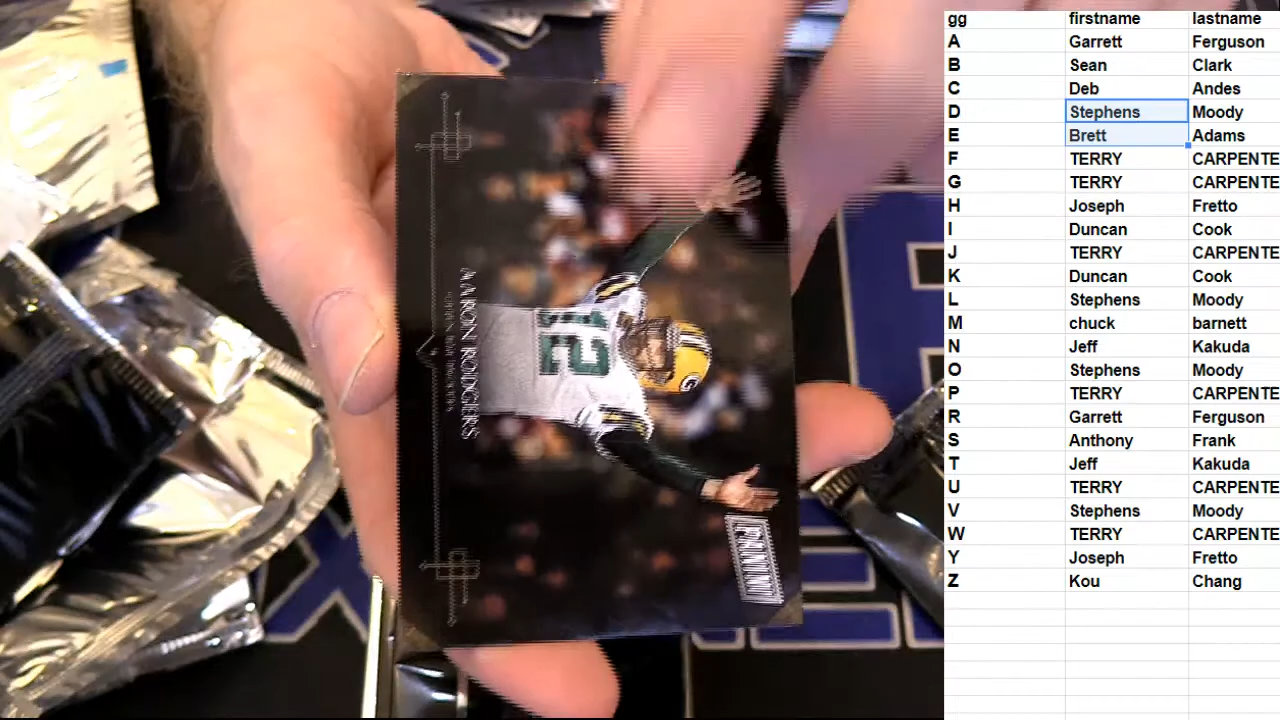 AARON RODGERS
12
G
PANINI
gg firstname lastname
A Garrett Ferguson
B Sean Clark
C Deb Andes
D Stephens Moody
E Brett Adams
F TERRY CARPENTE
G TERRY CARPENTE
H Joseph Fretto
I Duncan Cook
J TERRY CARPENTE
K Duncan Cook
L Stephens Moody
M chuck barnett
N Jeff Kakuda
O Stephens Moody
P TERRY CARPENTE
R Garrett Ferguson
S Anthony Frank
T Jeff Kakuda
U TERRY CARPENTE
V Stephens Moody
W TERRY CARPENTE
Y Joseph Fretto
Z Kou Chang